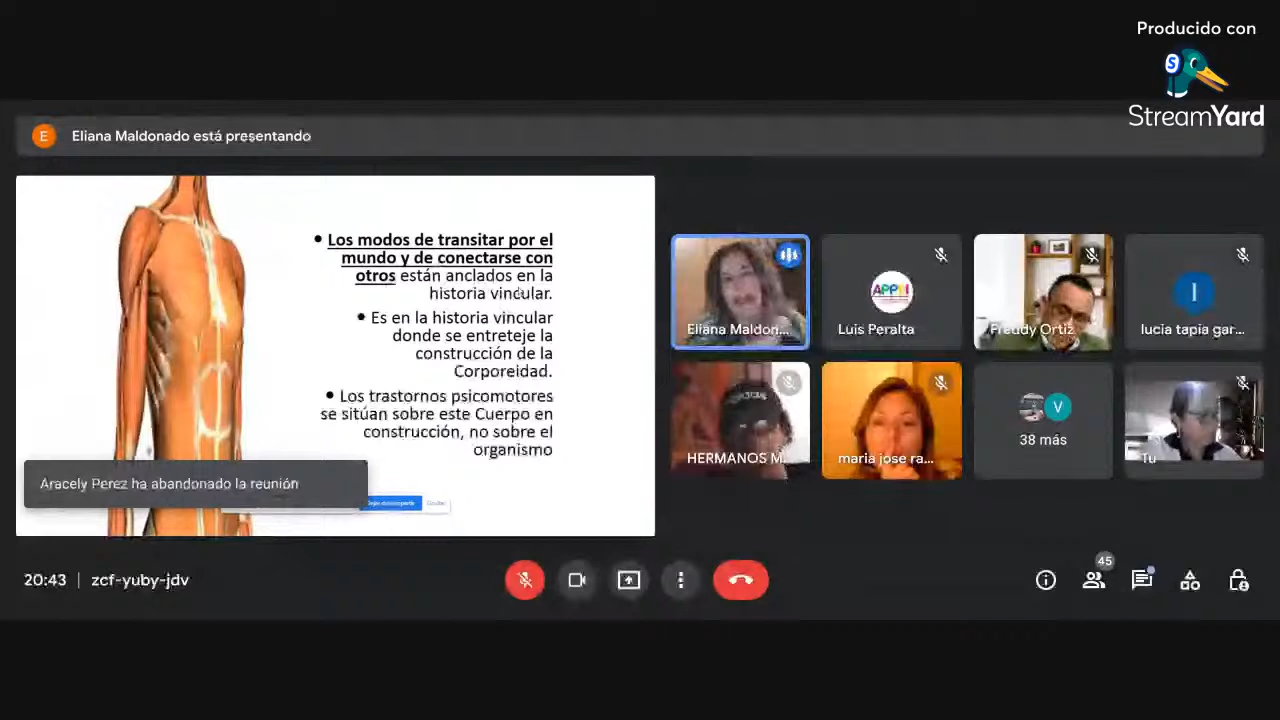 Producido con
StreamYard
E
Eliana Maldonado está presentando
• Los modos de transitar por el
mundo y de conectarse con
otros están anclados en la
historia vincular.
• Es en la historia vincular
donde se entreteje la
construcción de la
Corporeidad.
• Los trastornos psicomotores
se sitúan sobre este Cuerpo en
construcción, no sobre el
organismo
Aracely Perez ha abandonado la reunión
Eliana Maldon...
Luis Peralta
Freddy Ortiz
l
lucia tapia gar...
HERMANOS M...
maria jose ra...
V
38 más
Tú
20:43 | zcf-yuby-jdv
45